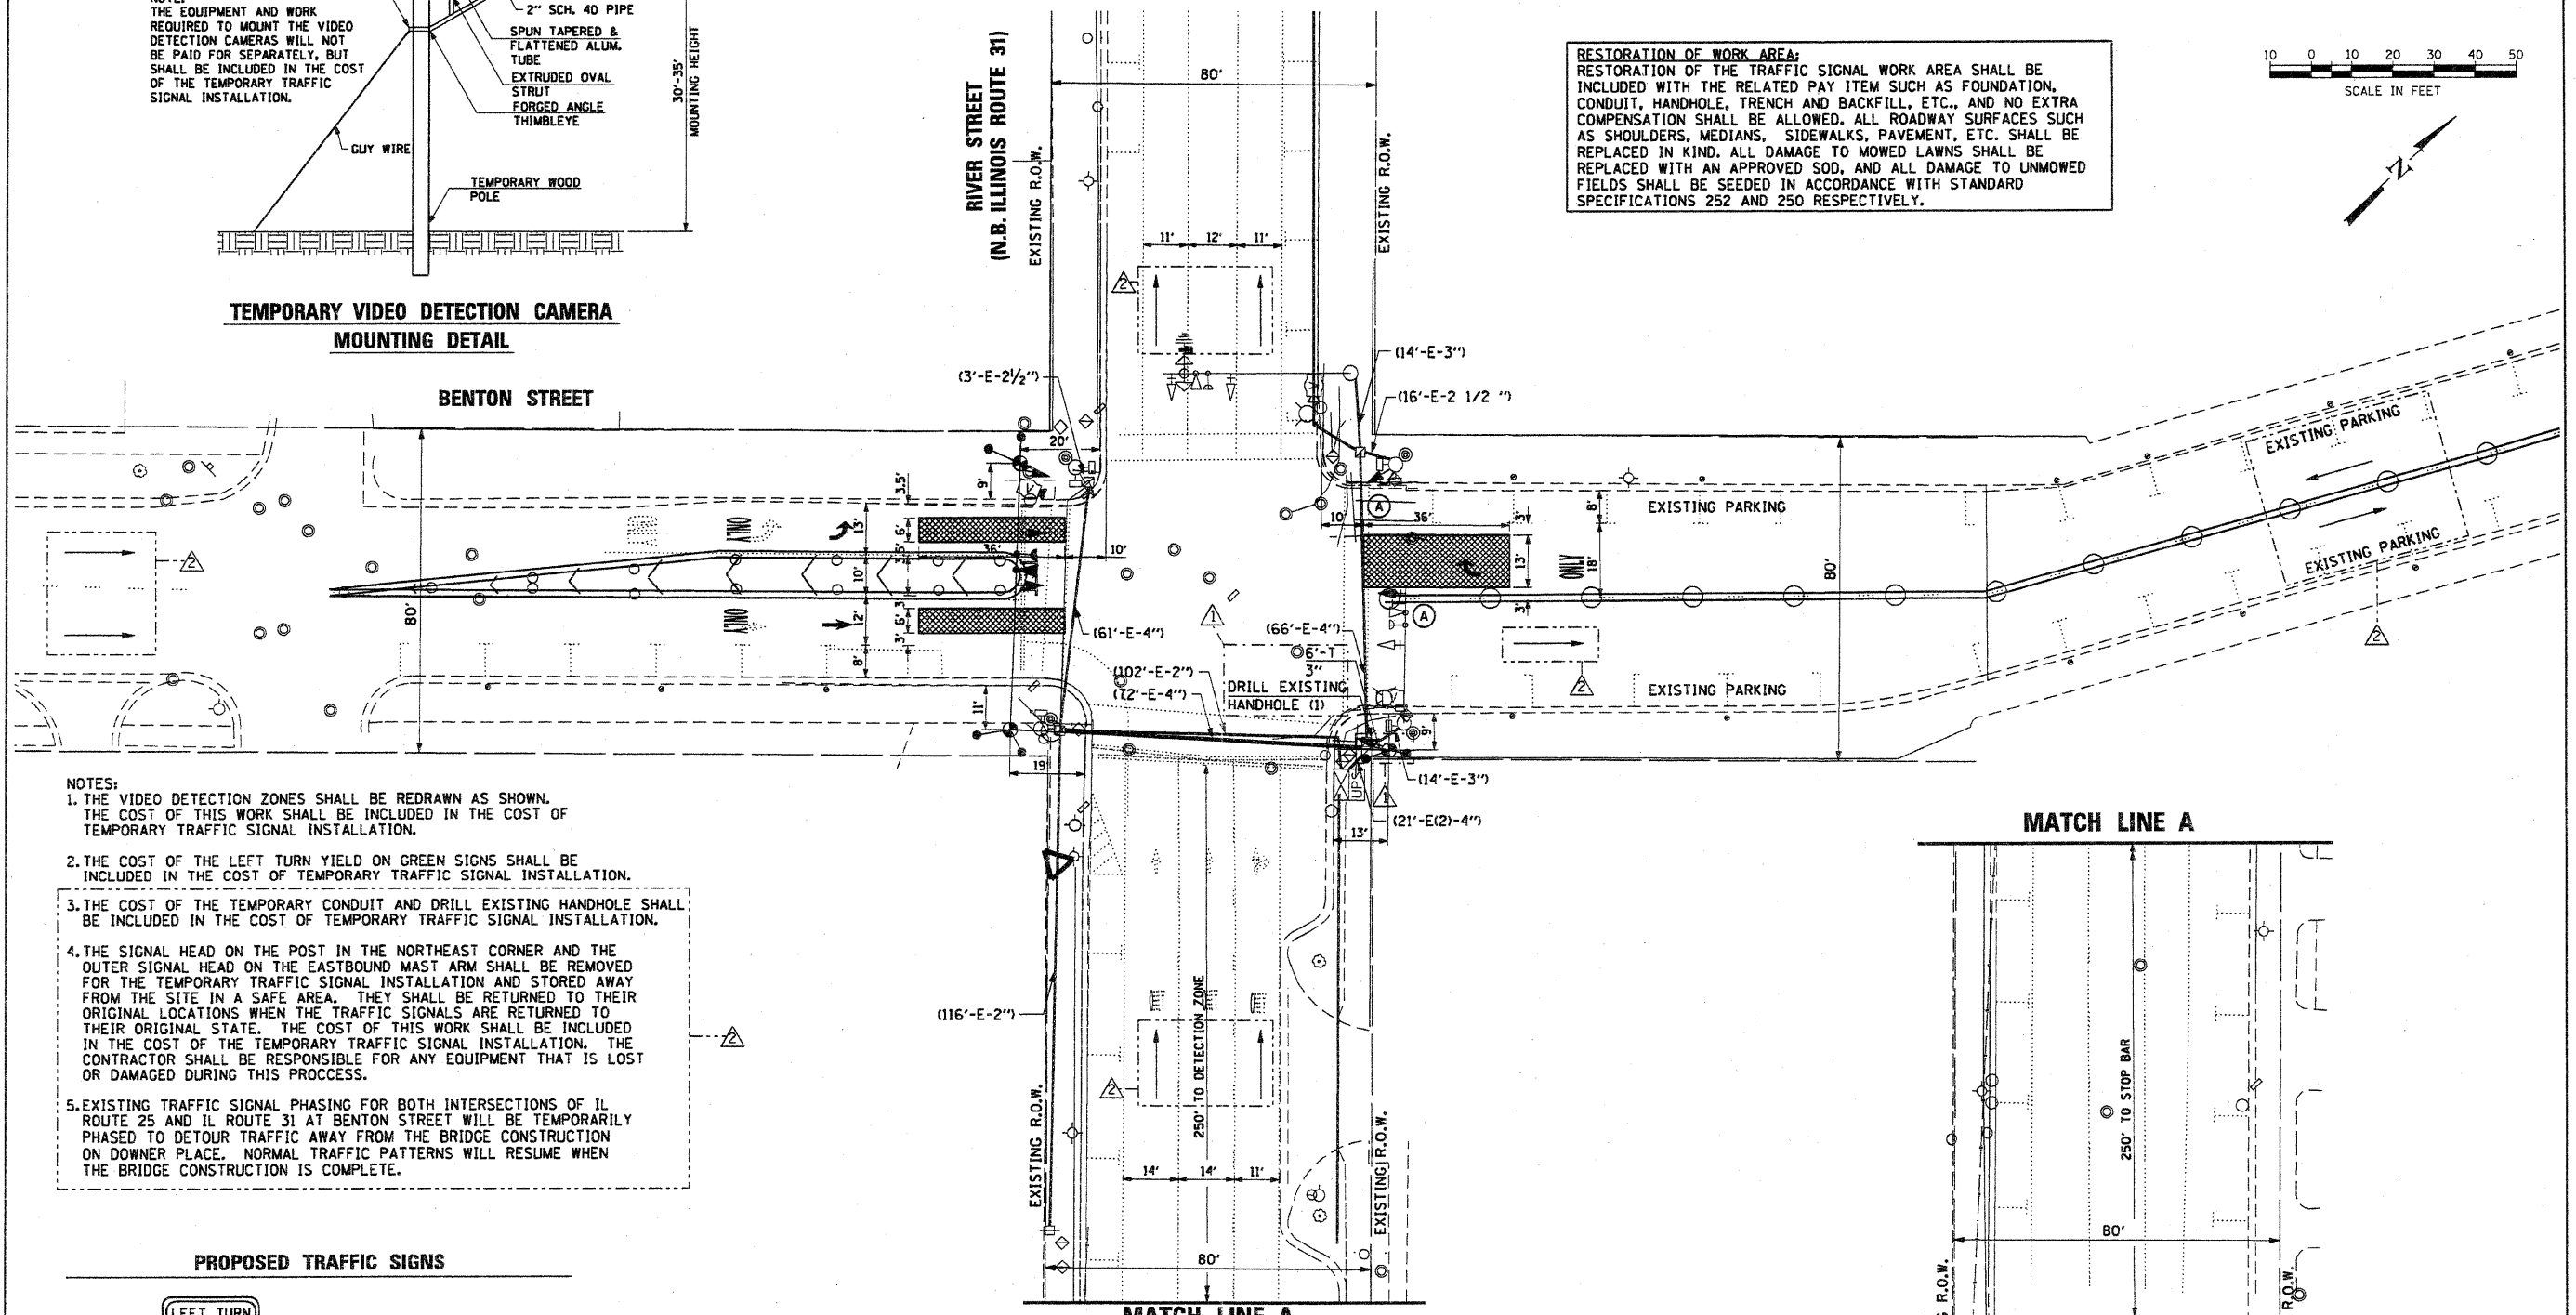 NOTE:
THE EQUIPMENT AND WORK
REQUIRED TO MOUNT THE VIDEO
DETECTION CAMERAS WILL NOT
BE PAID FOR SEPARATELY, BUT
SHALL BE INCLUDED IN THE COST
OF THE TEMPORARY TRAFFIC
SIGNAL INSTALLATION.
2" SCH. 40 PIPE
SPUN TAPERED &
FLATTENED ALUM.
TUBE
EXTRUDED OVAL
STRUT
FORGED ANGLE
THIMBLEYE
GUY WIRE
TEMPORARY WOOD
POLE
30'-35'
MOUNTING HEIGHT
TEMPORARY VIDEO DETECTION CAMERA
MOUNTING DETAIL
RIVER STREET
(N.B. ILLINOIS ROUTE 31)
EXISTING R.O.W.
80'
EXISTING R.O.W.
11' 12' 11'
2
RESTORATION OF WORK AREA:
RESTORATION OF THE TRAFFIC SIGNAL WORK AREA SHALL BE
INCLUDED WITH THE RELATED PAY ITEM SUCH AS FOUNDATION,
CONDUIT, HANDHOLE, TRENCH AND BACKFILL, ETC., AND NO EXTRA
COMPENSATION SHALL BE ALLOWED. ALL ROADWAY SURFACES SUCH
AS SHOULDERS, MEDIANS, SIDEWALKS, PAVEMENT, ETC. SHALL BE
REPLACED IN KIND. ALL DAMAGE TO MOWED LAWNS SHALL BE
REPLACED WITH AN APPROVED SOD, AND ALL DAMAGE TO UNMOWED
FIELDS SHALL BE SEEDED IN ACCORDANCE WITH STANDARD
SPECIFICATIONS 252 AND 250 RESPECTIVELY.
10 0 10 20 30 40 50
SCALE IN FEET
N
BENTON STREET
(3'-E-2½")
(14'-E-3")
(16'-E-2 1/2 ")
20'
9'
3.5'
13'
6'
36'
10'
10'
12'
6'
3'
8'
80'
ONLY
ONLY
2
11'
19'
(61'-E-4")
(102'-E-2")
(72'-E-4")
(66'-E-4")
6'-T
3"
DRILL EXISTING
HANDHOLE (1)
1
A
A
10'
36'
3'
13'
3'
ONLY
8'
18'
EXISTING PARKING
EXISTING PARKING
80'
2
EXISTING PARKING
EXISTING PARKING
2
9'
UPS
1
(14'-E-3")
(21'-E(2)-4")
13'
NOTES:
1. THE VIDEO DETECTION ZONES SHALL BE REDRAWN AS SHOWN.
THE COST OF THIS WORK SHALL BE INCLUDED IN THE COST OF
TEMPORARY TRAFFIC SIGNAL INSTALLATION.
2. THE COST OF THE LEFT TURN YIELD ON GREEN SIGNS SHALL BE
INCLUDED IN THE COST OF TEMPORARY TRAFFIC SIGNAL INSTALLATION.
3. THE COST OF THE TEMPORARY CONDUIT AND DRILL EXISTING HANDHOLE SHALL
BE INCLUDED IN THE COST OF TEMPORARY TRAFFIC SIGNAL INSTALLATION.
4. THE SIGNAL HEAD ON THE POST IN THE NORTHEAST CORNER AND THE
OUTER SIGNAL HEAD ON THE EASTBOUND MAST ARM SHALL BE REMOVED
FOR THE TEMPORARY TRAFFIC SIGNAL INSTALLATION AND STORED AWAY
FROM THE SITE IN A SAFE AREA. THEY SHALL BE RETURNED TO THEIR
ORIGINAL LOCATIONS WHEN THE TRAFFIC SIGNALS ARE RETURNED TO
THEIR ORIGINAL STATE. THE COST OF THIS WORK SHALL BE INCLUDED
IN THE COST OF THE TEMPORARY TRAFFIC SIGNAL INSTALLATION. THE
CONTRACTOR SHALL BE RESPONSIBLE FOR ANY EQUIPMENT THAT IS LOST
OR DAMAGED DURING THIS PROCCESS.
2
5. EXISTING TRAFFIC SIGNAL PHASING FOR BOTH INTERSECTIONS OF IL
ROUTE 25 AND IL ROUTE 31 AT BENTON STREET WILL BE TEMPORARILY
PHASED TO DETOUR TRAFFIC AWAY FROM THE BRIDGE CONSTRUCTION
ON DOWNER PLACE. NORMAL TRAFFIC PATTERNS WILL RESUME WHEN
THE BRIDGE CONSTRUCTION IS COMPLETE.
(116'-E-2")
250' TO DETECTION ZONE
2
EXISTING R.O.W.
EXISTING R.O.W.
14' 14' 11'
80'
MATCH LINE A
MATCH LINE A
250' TO STOP BAR
80'
R.O.W.
R.O.W.
PROPOSED TRAFFIC SIGNS
LEFT TURN